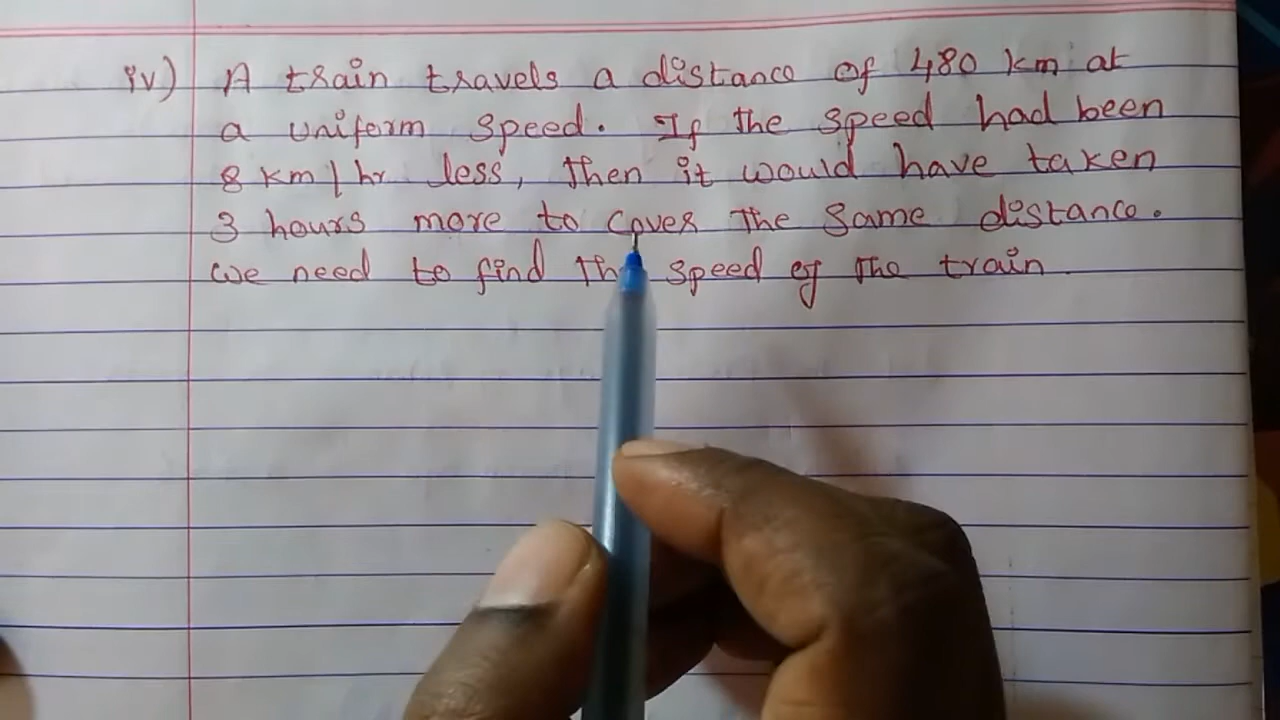 iv) A train travels a distance of 480 km at
a uniform speed. If the speed had been
8 km/hr less, then it would have taken
3 hours more to cover the same distance.
we need to find the speed of the train